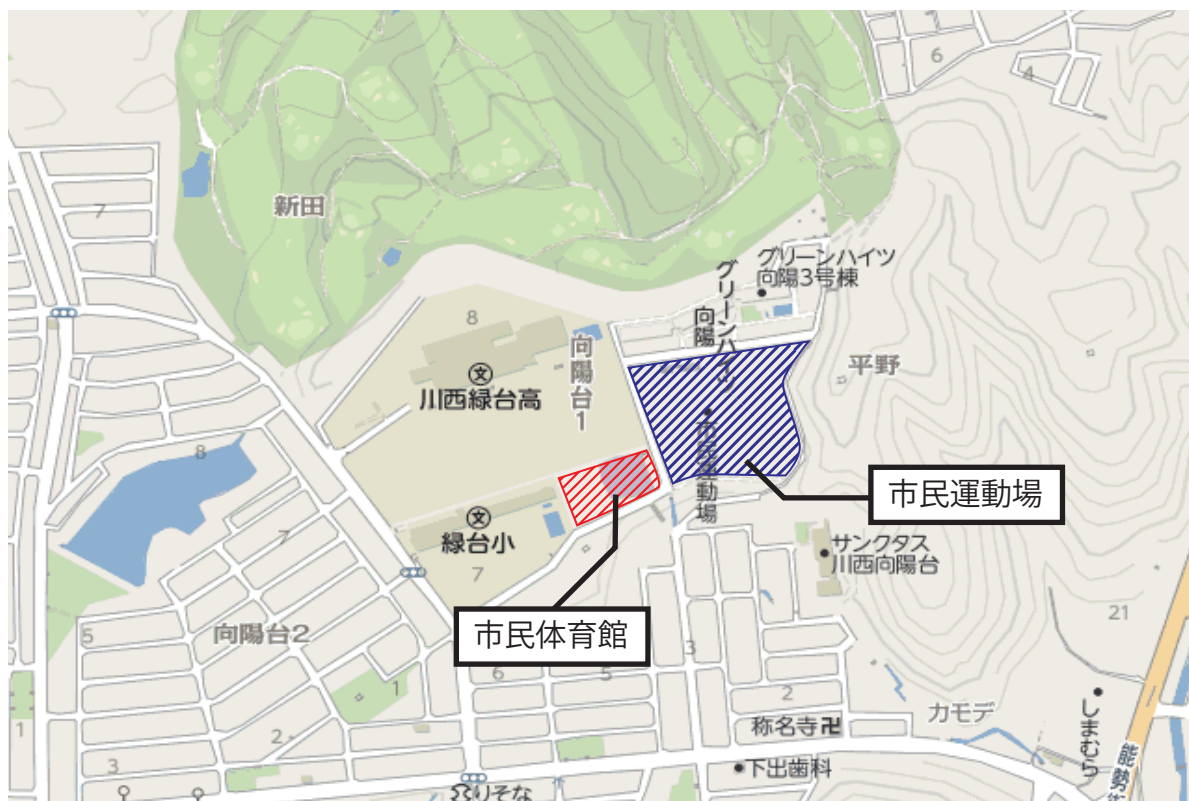 6
4
7
新田
グリーンハイツ
向陽3号棟
グリーンハイツ
向陽
8
向陽台1
川西緑台高
平野
市民運動場
8
市民運動場
緑台小
7
サンクタス
川西向陽台
7
市民体育館
向陽台2
5
21
3
6
5
1
2
1
2
カモデ
称名寺
しまむら
3
下出歯科
りそな